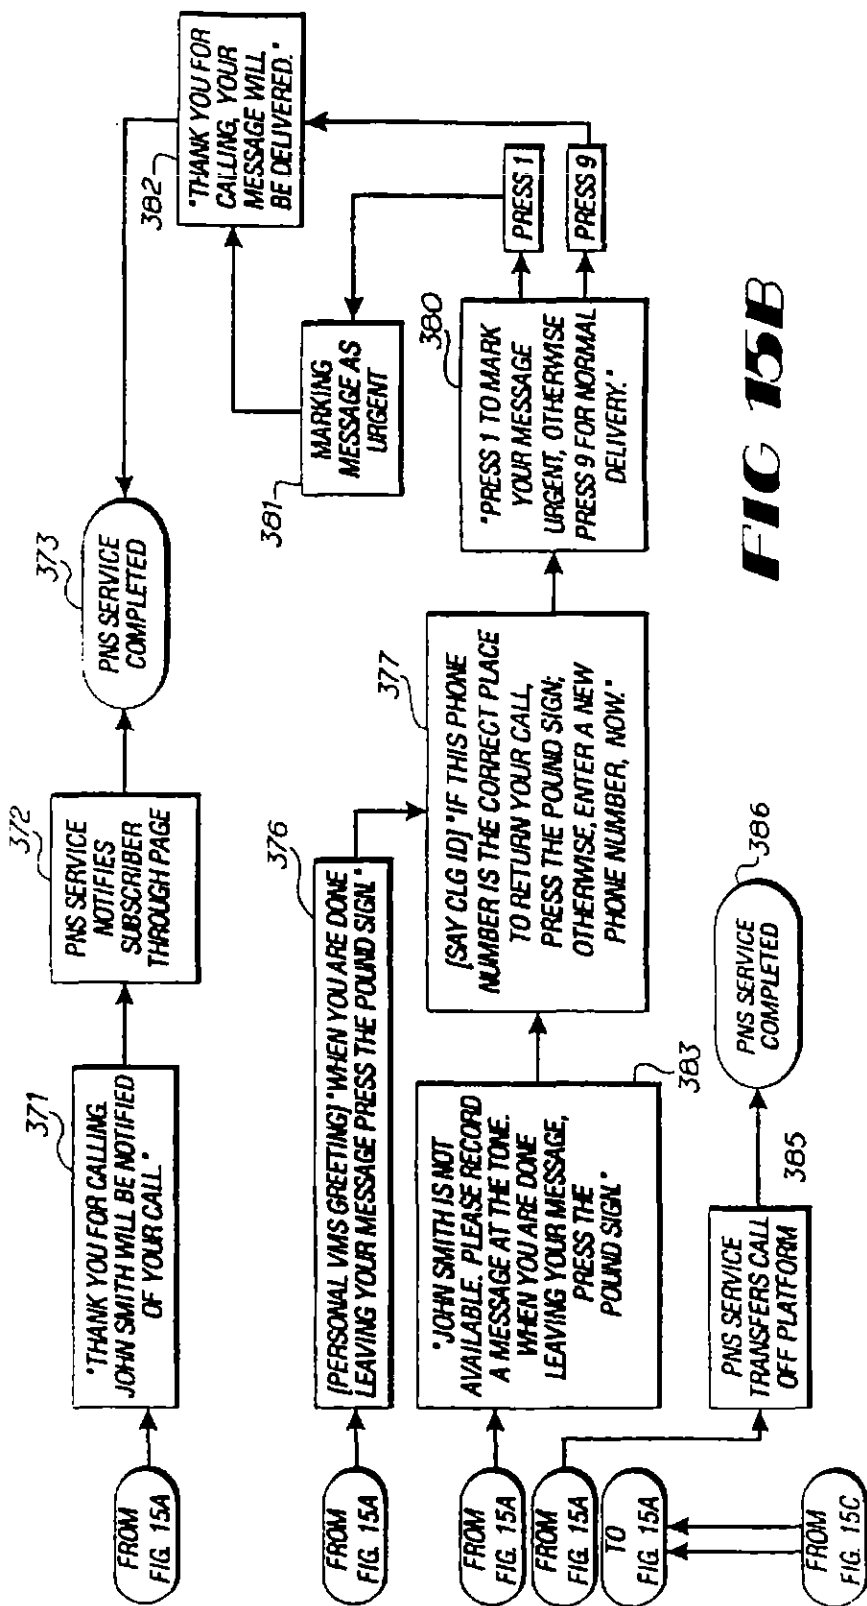 FROM
FIG. 15A
371
"THANK YOU FOR CALLING.
JOHN SMITH WILL BE NOTIFIED
OF YOUR CALL."
372
PNS SERVICE
NOTIFIES
SUBSCRIBER
THROUGH PAGE
373
PNS SERVICE
COMPLETED
382
"THANK YOU FOR
CALLING, YOUR
MESSAGE WILL
BE DELIVERED."
FROM
FIG. 15A
376
[PERSONAL VMS GREETING] "WHEN YOU ARE DONE
LEAVING YOUR MESSAGE PRESS THE POUND SIGN."
381
MARKING
MESSAGE AS
URGENT
PRESS 1
PRESS 9
FROM
FIG. 15A
383
"JOHN SMITH IS NOT
AVAILABLE. PLEASE RECORD
A MESSAGE AT THE TONE.
WHEN YOU ARE DONE
LEAVING YOUR MESSAGE,
PRESS THE
POUND SIGN."
377
[SAY CLG ID] "IF THIS PHONE
NUMBER IS THE CORRECT PLACE
TO RETURN YOUR CALL,
PRESS THE POUND SIGN;
OTHERWISE, ENTER A NEW
PHONE NUMBER, NOW."
380
"PRESS 1 TO MARK
YOUR MESSAGE
URGENT, OTHERWISE
PRESS 9 FOR NORMAL
DELIVERY."
FROM
FIG. 15A
TO
FIG. 15A
FROM
FIG. 15C
PNS SERVICE
TRANSFERS CALL
OFF PLATFORM
385
PNS SERVICE
COMPLETED
386
FIG 15B